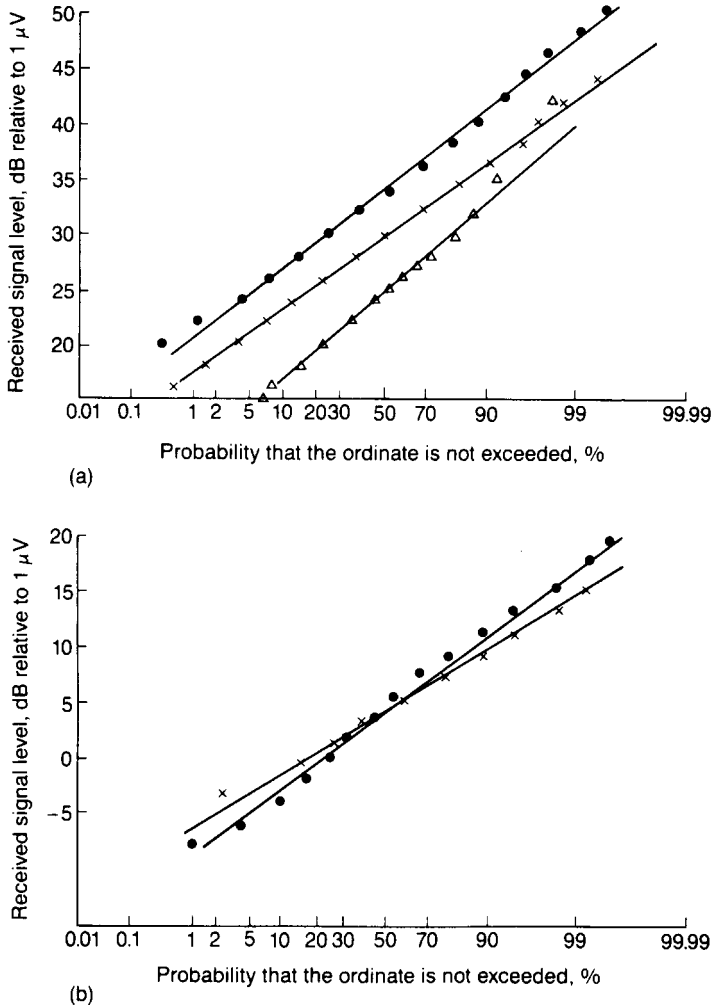 50
45
40
35
30
25
20
Received signal level, dB relative to 1 μV
0.01 0.1 1 2 5 10 20 30 50 70 90 99 99.99
Probability that the ordinate is not exceeded, %
(a)
20
15
10
5
0
−5
Received signal level, dB relative to 1 μV
0.01 0.1 1 2 5 10 20 30 50 70 90 99 99.99
Probability that the ordinate is not exceeded, %
(b)